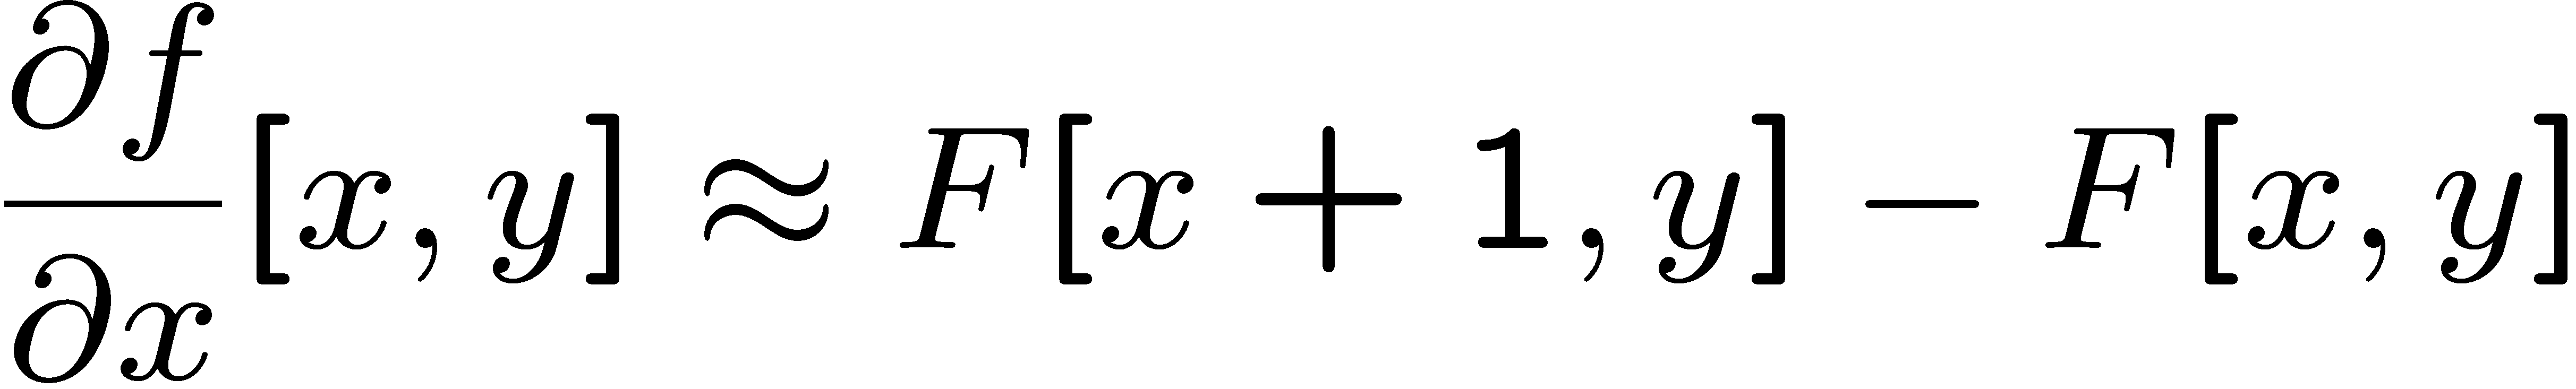 ∂f/∂x [x, y] ≈ F[x + 1, y] − F[x, y]